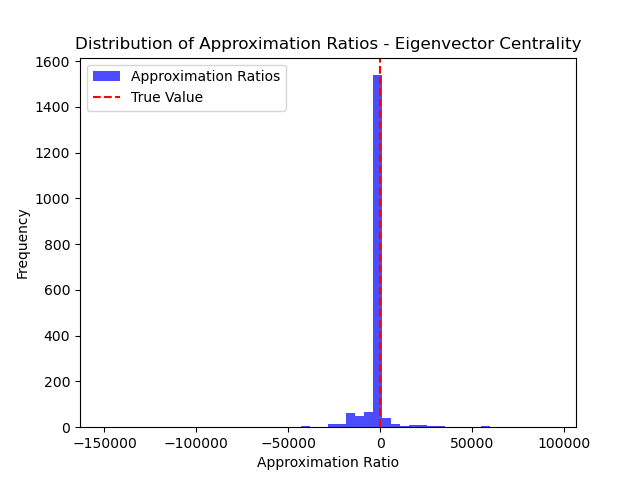 Distribution of Approximation Ratios - Eigenvector Centrality
Approximation Ratios
True Value
Frequency
1600
1400
1200
1000
800
600
400
200
0
−150000 −100000 −50000 0 50000 100000
Approximation Ratio